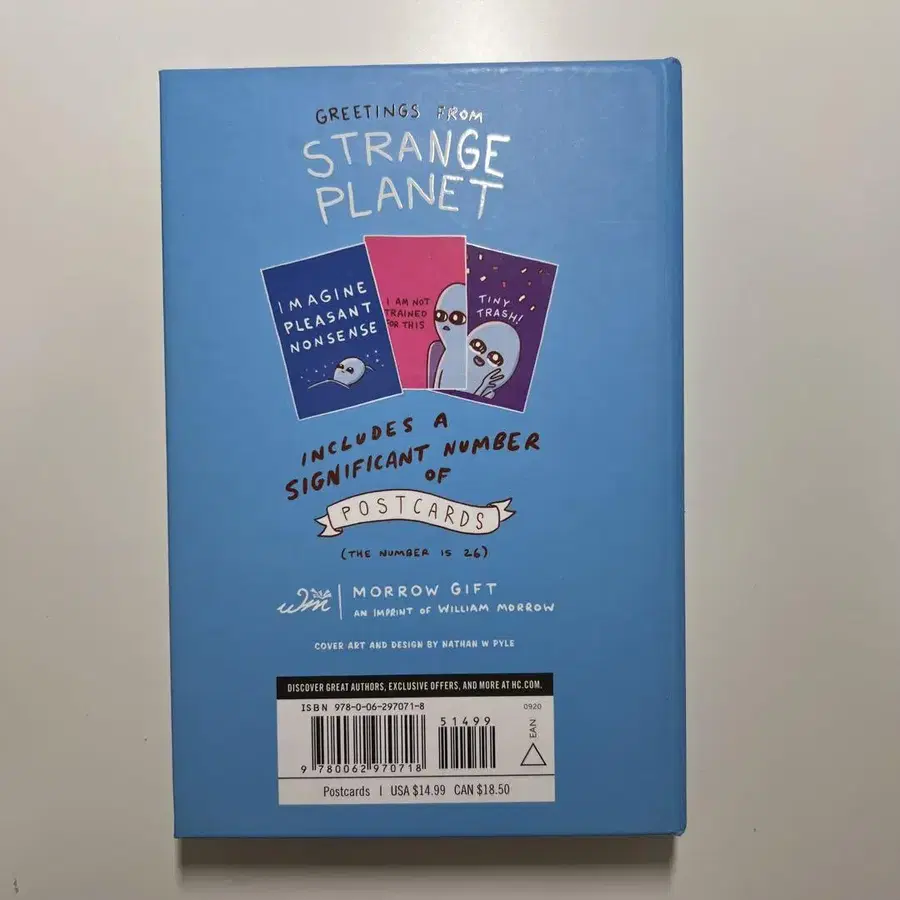 GREETINGS FROM
STRANGE
PLANET
IMAGINE
PLEASANT
NONSENSE
I AM NOT
TRAINED
FOR THIS
TINY
TRASH!
INCLUDES A
SIGNIFICANT NUMBER
OF
POSTCARDS
(THE NUMBER IS 26)
wm | MORROW GIFT
AN IMPRINT OF WILLIAM MORROW
COVER ART AND DESIGN BY NATHAN W PYLE
DISCOVER GREAT AUTHORS, EXCLUSIVE OFFERS, AND MORE AT HC.COM.
ISBN 978-0-06-297071-8
51499
0920
EAN
9 780062 970718
Postcards | USA $14.99 CAN $18.50